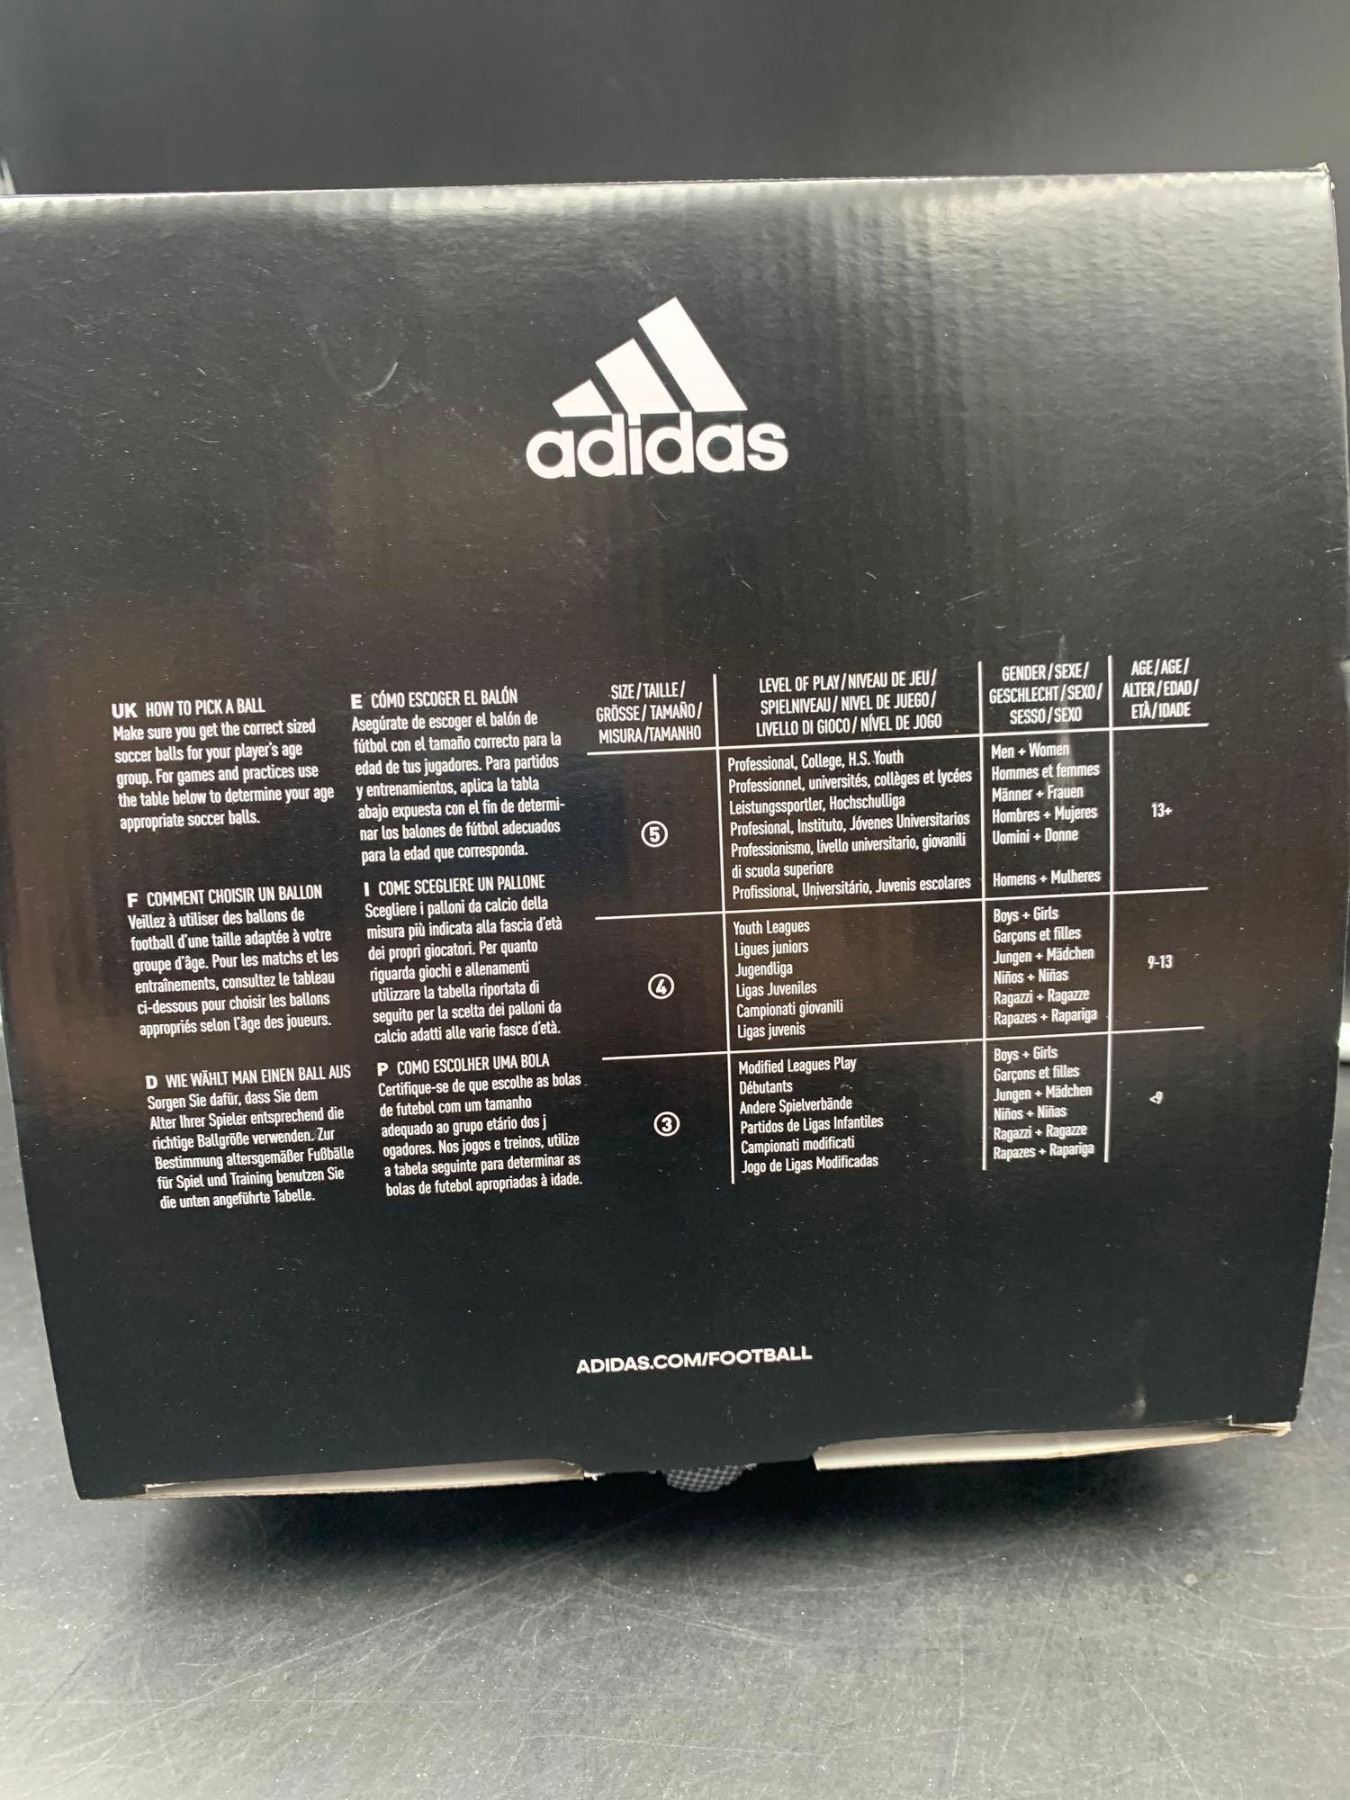 adidas
UK HOW TO PICK A BALL
Make sure you get the correct sized
soccer balls for your player's age
group. For games and practices use
the table below to determine your age
appropriate soccer balls.
F COMMENT CHOISIR UN BALLON
Veillez à utiliser des ballons de
football d'une taille adaptée à votre
groupe d'âge. Pour les matchs et les
entraînements, consultez le tableau
ci-dessous pour choisir les ballons
appropriés selon l'âge des joueurs.
D WIE WÄHLT MAN EINEN BALL AUS
Sorgen Sie dafür, dass Sie dem
Alter Ihrer Spieler entsprechend die
richtige Ballgröße verwenden. Zur
Bestimmung altersgemäßer Fußbälle
für Spiel und Training benutzen Sie
die unten angeführte Tabelle.
E CÓMO ESCOGER EL BALÓN
Asegúrate de escoger el balón de
fútbol con el tamaño correcto para la
edad de tus jugadores. Para partidos
y entrenamientos, aplica la tabla
abajo expuesta con el fin de determi-
nar los balones de fútbol adecuados
para la edad que corresponda.
I COME SCEGLIERE UN PALLONE
Scegliere i palloni da calcio della
misura più indicata alla fascia d'età
dei propri giocatori. Per quanto
riguarda giochi e allenamenti
utilizzare la tabella riportata di
seguito per la scelta dei palloni da
calcio adatti alle varie fasce d'età.
P COMO ESCOLHER UMA BOLA
Certifique-se de que escolhe as bolas
de futebol com um tamanho
adequado ao grupo etário dos j
ogadores. Nos jogos e treinos, utilize
a tabela seguinte para determinar as
bolas de futebol apropriadas à idade.
SIZE/TAILLE/
GRÖSSE/TAMAÑO/
MISURA/TAMANHO
LEVEL OF PLAY/NIVEAU DE JEU/
SPIELNIVEAU/NIVEL DE JUEGO/
LIVELLO DI GIOCO/NÍVEL DE JOGO
GENDER/SEXE/
GESCHLECHT/SEXO/
SESSO/SEXO
AGE/AGE/
ALTER/EDAD/
ETÀ/IDADE
5
Professional, College, H.S. Youth
Professionnel, universités, collèges et lycées
Leistungssportler, Hochschulliga
Profesional, Instituto, Jóvenes Universitarios
Professionismo, livello universitario, giovanili
di scuola superiore
Profissional, Universitário, Juvenis escolares
Men + Women
Hommes et femmes
Männer + Frauen
Hombres + Mujeres
Uomini + Donne
Homens + Mulheres
13+
4
Youth Leagues
Ligues juniors
Jugendliga
Ligas Juveniles
Campionati giovanili
Ligas juvenis
Boys + Girls
Garçons et filles
Jungen + Mädchen
Niños + Niñas
Ragazzi + Ragazze
Rapazes + Rapariga
9-13
3
Modified Leagues Play
Débutants
Andere Spielverbände
Partidos de Ligas Infantiles
Campionati modificati
Jogo de Ligas Modificadas
Boys + Girls
Garçons et filles
Jungen + Mädchen
Niños + Niñas
Ragazzi + Ragazze
Rapazes + Rapariga
<9
ADIDAS.COM/FOOTBALL